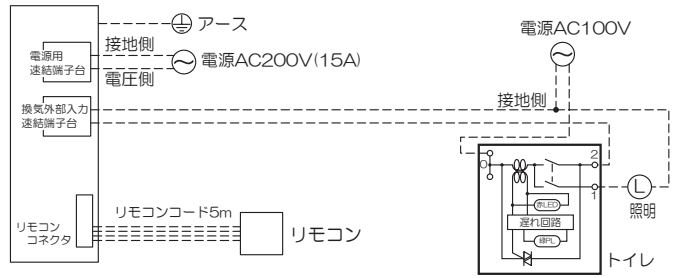 アース
電源用
速結端子台
接地側
電源AC200V(15A)
電圧側
換気外部入力
速結端子台
リモコン
コネクタ
リモコンコード5m
リモコン
電源AC100V
接地側
0
2
1
赤LED
遅れ回路
緑PL
L
照明
トイレ